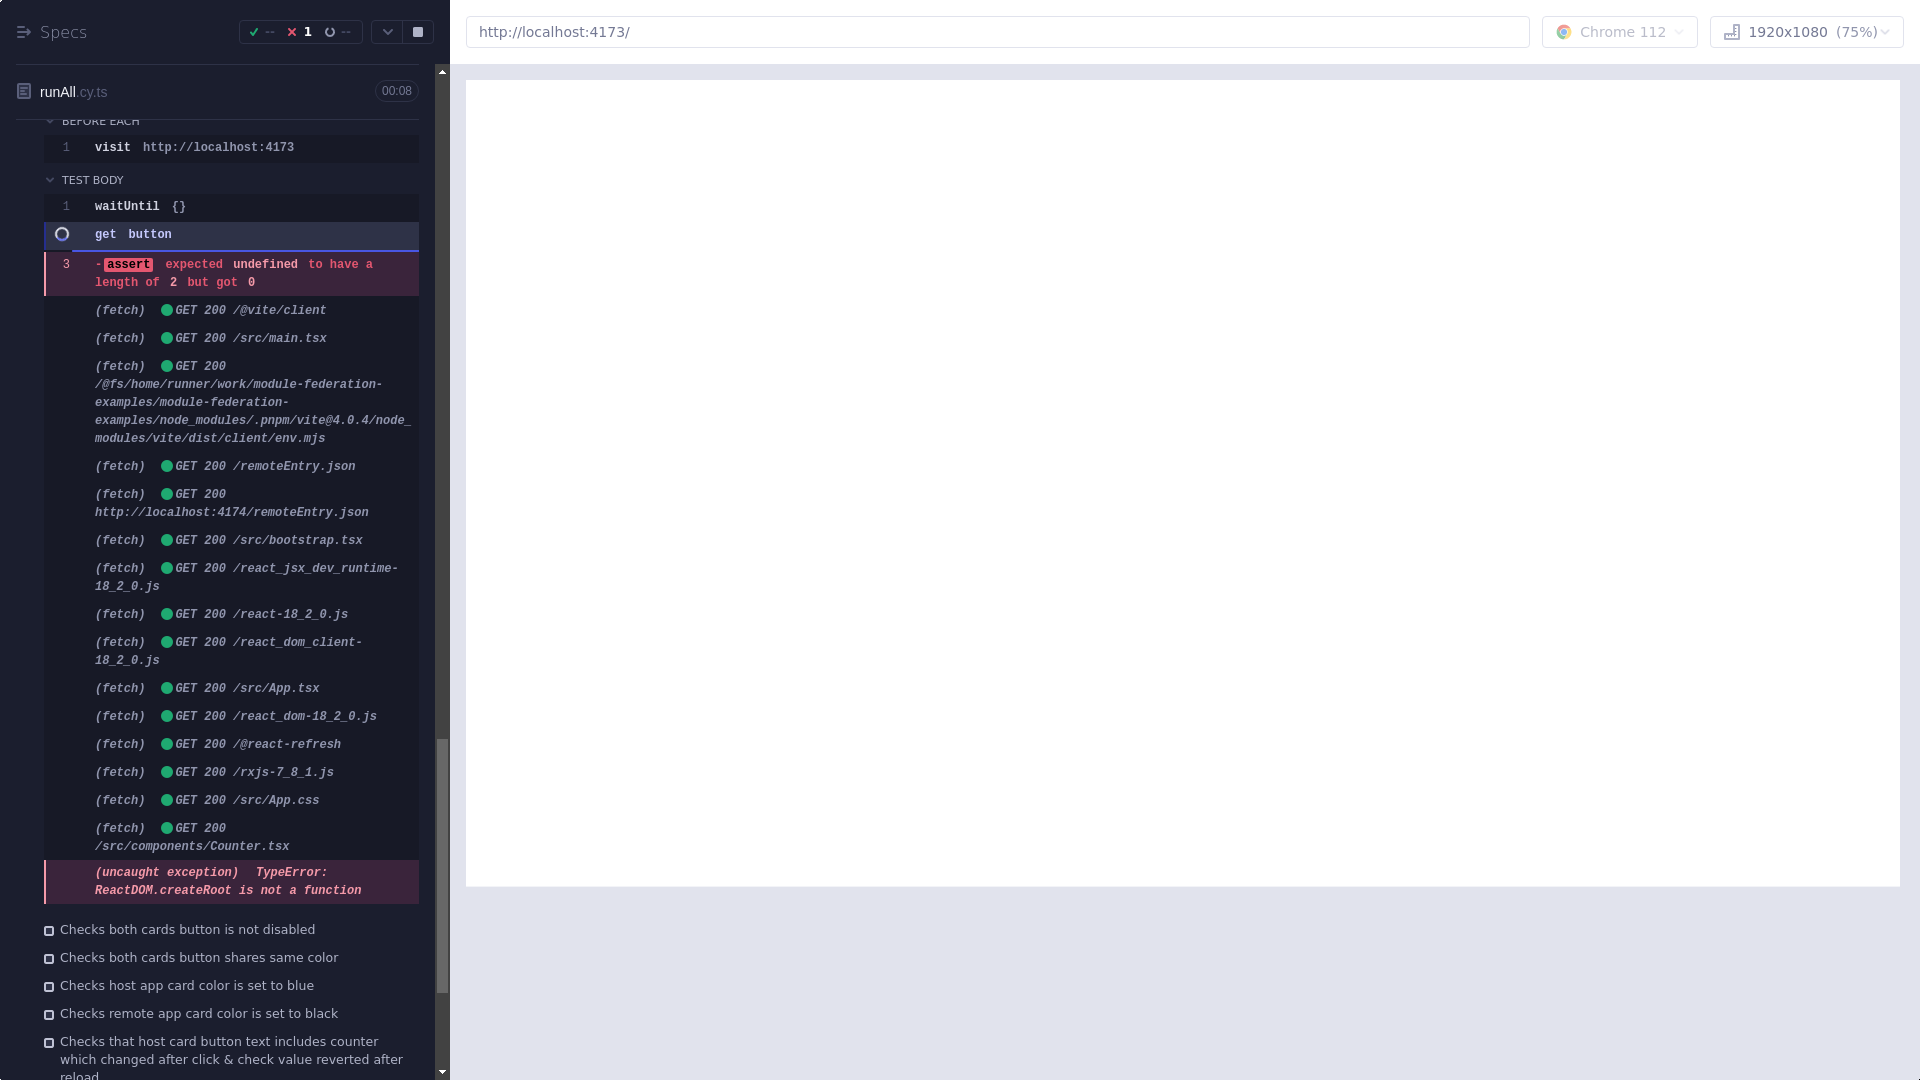 Specs
-- 1 --
http://localhost:4173/
Chrome 112
1920x1080 (75%)
runAll.cy.ts
00:08
BEFORE EACH
1 visit http://localhost:4173
TEST BODY
1 waitUntil {}
get button
3 -assert expected undefined to have a
length of 2 but got 0
(fetch) GET 200 /@vite/client
(fetch) GET 200 /src/main.tsx
(fetch) GET 200
/@fs/home/runner/work/module-federation-
examples/module-federation-
examples/node_modules/.pnpm/vite@4.0.4/node_
modules/vite/dist/client/env.mjs
(fetch) GET 200 /remoteEntry.json
(fetch) GET 200
http://localhost:4174/remoteEntry.json
(fetch) GET 200 /src/bootstrap.tsx
(fetch) GET 200 /react_jsx_dev_runtime-
18_2_0.js
(fetch) GET 200 /react-18_2_0.js
(fetch) GET 200 /react_dom_client-
18_2_0.js
(fetch) GET 200 /src/App.tsx
(fetch) GET 200 /react_dom-18_2_0.js
(fetch) GET 200 /@react-refresh
(fetch) GET 200 /rxjs-7_8_1.js
(fetch) GET 200 /src/App.css
(fetch) GET 200
/src/components/Counter.tsx
(uncaught exception) TypeError:
ReactDOM.createRoot is not a function
Checks both cards button is not disabled
Checks both cards button shares same color
Checks host app card color is set to blue
Checks remote app card color is set to black
Checks that host card button text includes counter
which changed after click & check value reverted after
reload